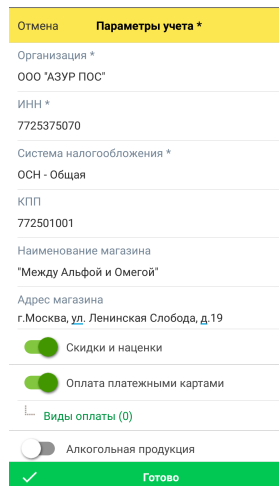 Отмена Параметры учета *
Организация *
ООО "АЗУР ПОС"
ИНН *
7725375070
Система налогообложения *
ОСН - Общая
КПП
772501001
Наименование магазина
"Между Альфой и Омегой"
Адрес магазина
г.Москва, ул. Ленинская Слобода, д.19
Скидки и наценки
Оплата платежными картами
Виды оплаты (0)
Алкогольная продукция
Готово